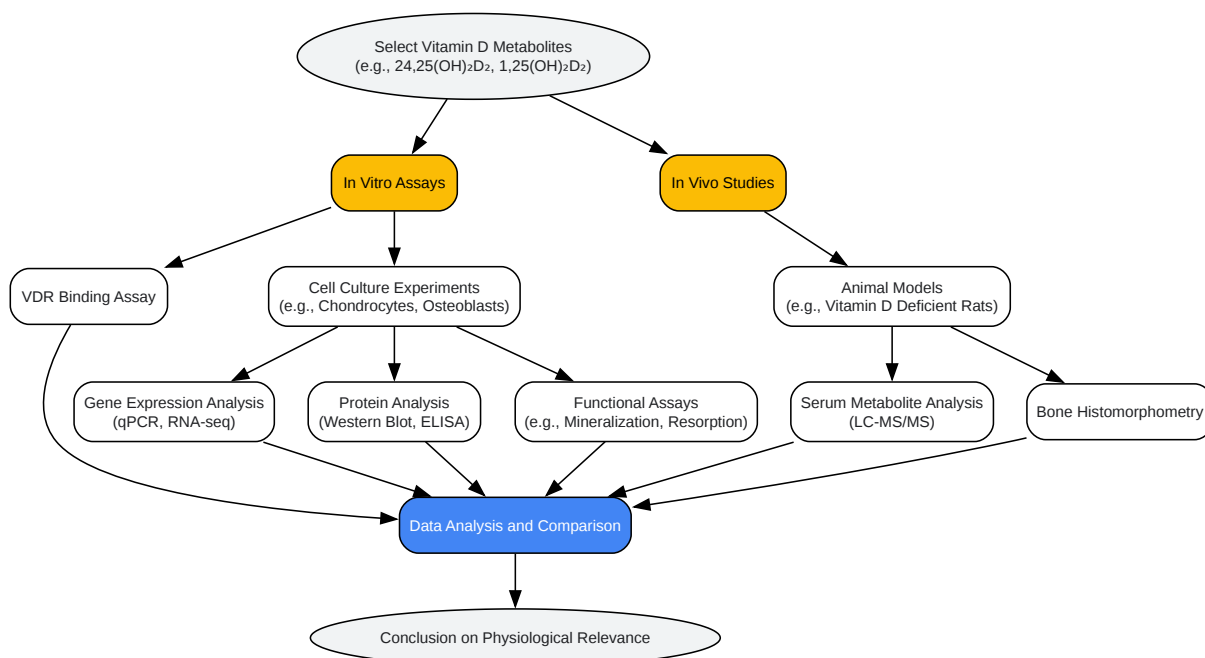 Select Vitamin D Metabolites
(e.g., 24,25(OH)₂D₂, 1,25(OH)₂D₂)
In Vitro Assays
In Vivo Studies
VDR Binding Assay
Cell Culture Experiments
(e.g., Chondrocytes, Osteoblasts)
Animal Models
(e.g., Vitamin D Deficient Rats)
Gene Expression Analysis
(qPCR, RNA-seq)
Protein Analysis
(Western Blot, ELISA)
Functional Assays
(e.g., Mineralization, Resorption)
Serum Metabolite Analysis
(LC-MS/MS)
Bone Histomorphometry
Data Analysis and Comparison
Conclusion on Physiological Relevance